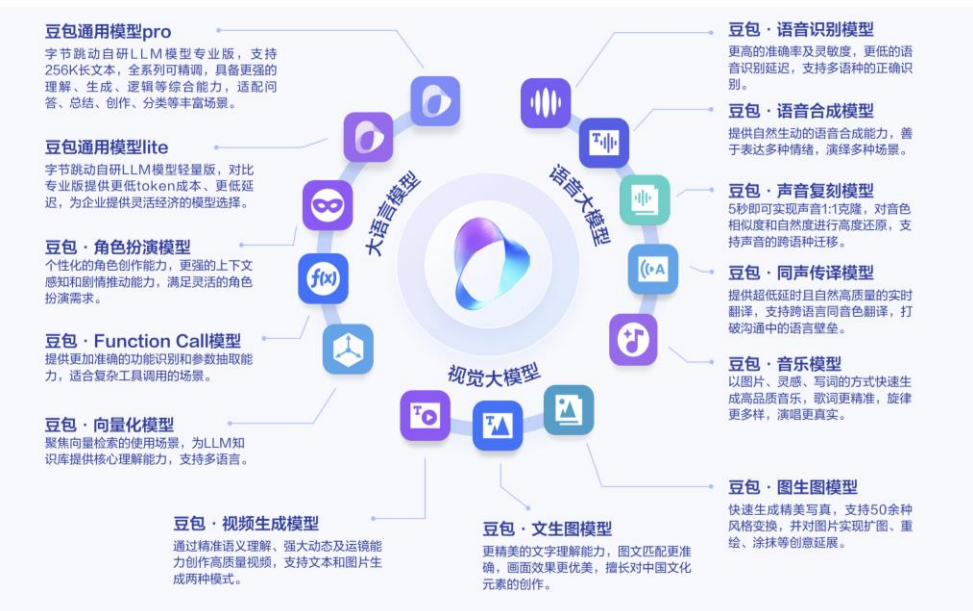 豆包通用模型pro
字节跳动自研LLM模型专业版，支持
256K长文本，全系列可精调，具备更强的
理解、生成、逻辑等综合能力，适配问
答、总结、创作、分类等丰富场景。
豆包通用模型lite
字节跳动自研LLM模型轻量版，对比
专业版提供更低token成本、更低延
迟，为企业提供灵活经济的模型选择。
豆包·角色扮演模型
个性化的角色创作能力，更强的上下文
感知和剧情推动能力，满足灵活的角色
扮演需求。
豆包·Function Call模型
提供更加准确的功能识别和参数抽取能
力，适合复杂工具调用的场景。
豆包·向量化模型
聚焦向量检索的使用场景，为LLM知
识库提供核心理解能力，支持多语言。
大语言模型
f(x)
语音大模型
T
A
视觉大模型
T
T
豆包·语音识别模型
更高的准确率及灵敏度，更低的语
音识别延迟，支持多语种的正确识
别。
豆包·语音合成模型
提供自然生动的语音合成能力，善
于表达多种情绪，演绎多种场景。
豆包·声音复刻模型
5秒即可实现声音1:1克隆，对音色
相似度和自然度进行高度还原，支
持声音的跨语种迁移。
豆包·同声传译模型
提供超低延时且自然高质量的实时
翻译，支持跨语言同音色翻译，打
破沟通中的语言壁垒。
豆包·音乐模型
以图片、灵感、写词的方式快速生
成高品质音乐，歌词更精准，旋律
更多样，演唱更真实。
豆包·图生图模型
快速生成精美写真，支持50余种
风格变换，并对图片实现扩图、重
绘、涂抹等创意延展。
豆包·视频生成模型
通过精准语义理解、强大动态及运镜能
力创作高质量视频，支持文本和图片生
成两种模式。
豆包·文生图模型
更精美的文字理解能力，图文匹配更准
确，画面效果更优美，擅长对中国文化
元素的创作。